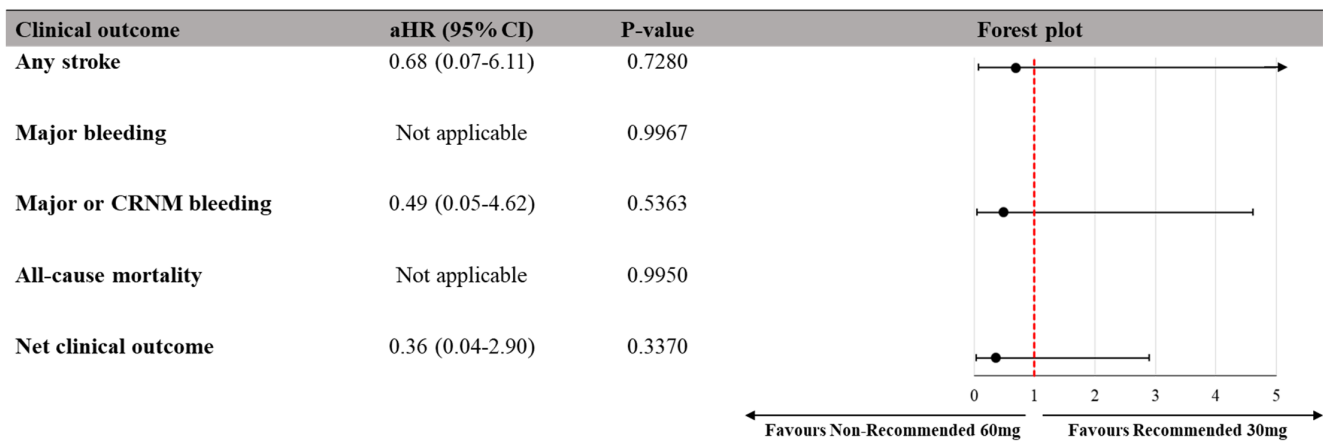 Clinical outcome aHR (95% CI) P-value Forest plot
Any stroke 0.68 (0.07-6.11) 0.7280
Major bleeding Not applicable 0.9967
Major or CRNM bleeding 0.49 (0.05-4.62) 0.5363
All-cause mortality Not applicable 0.9950
Net clinical outcome 0.36 (0.04-2.90) 0.3370
0 1 2 3 4 5
Favours Non-Recommended 60mg Favours Recommended 30mg